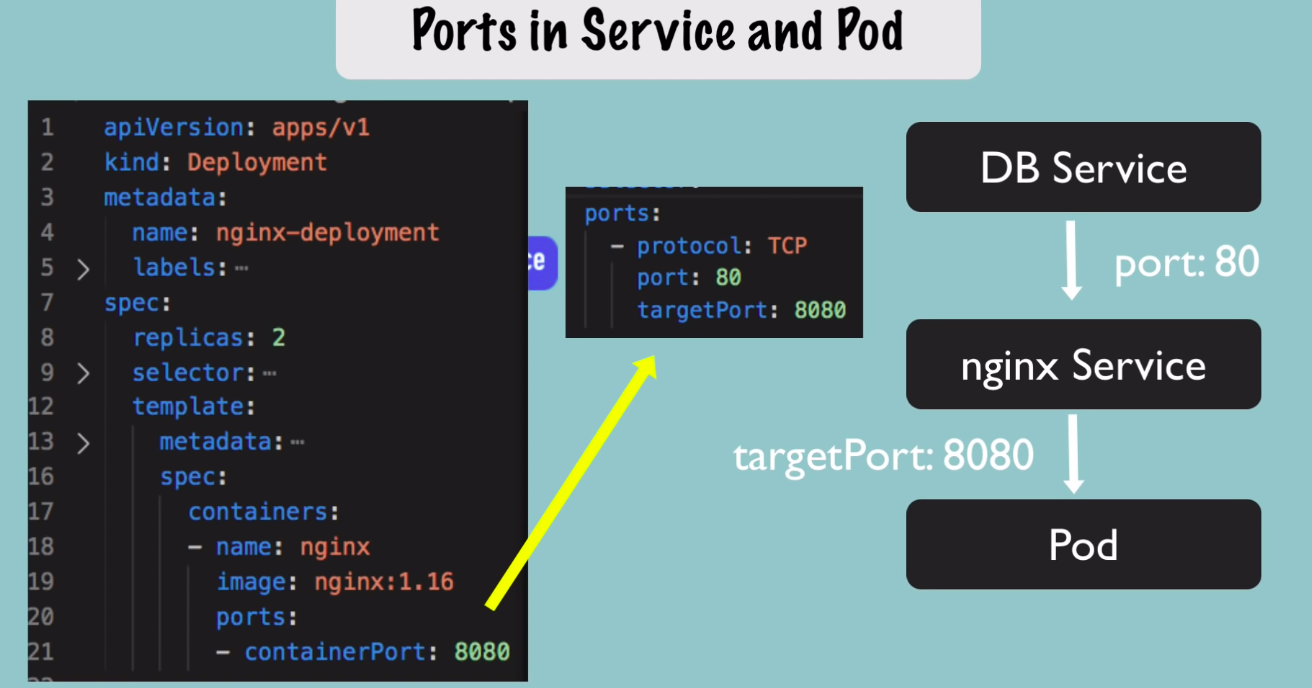 Ports in Service and Pod
1 apiVersion: apps/v1
2 kind: Deployment
3 metadata:
4 name: nginx-deployment
5 > labels:⋯
7 spec:
8 replicas: 2
9 > selector:⋯
12 template:
13 > metadata:⋯
16 spec:
17 containers:
18 - name: nginx
19 image: nginx:1.16
20 ports:
21 - containerPort: 8080
ports:
- protocol: TCP
port: 80
targetPort: 8080
DB Service
port: 80
nginx Service
targetPort: 8080
Pod